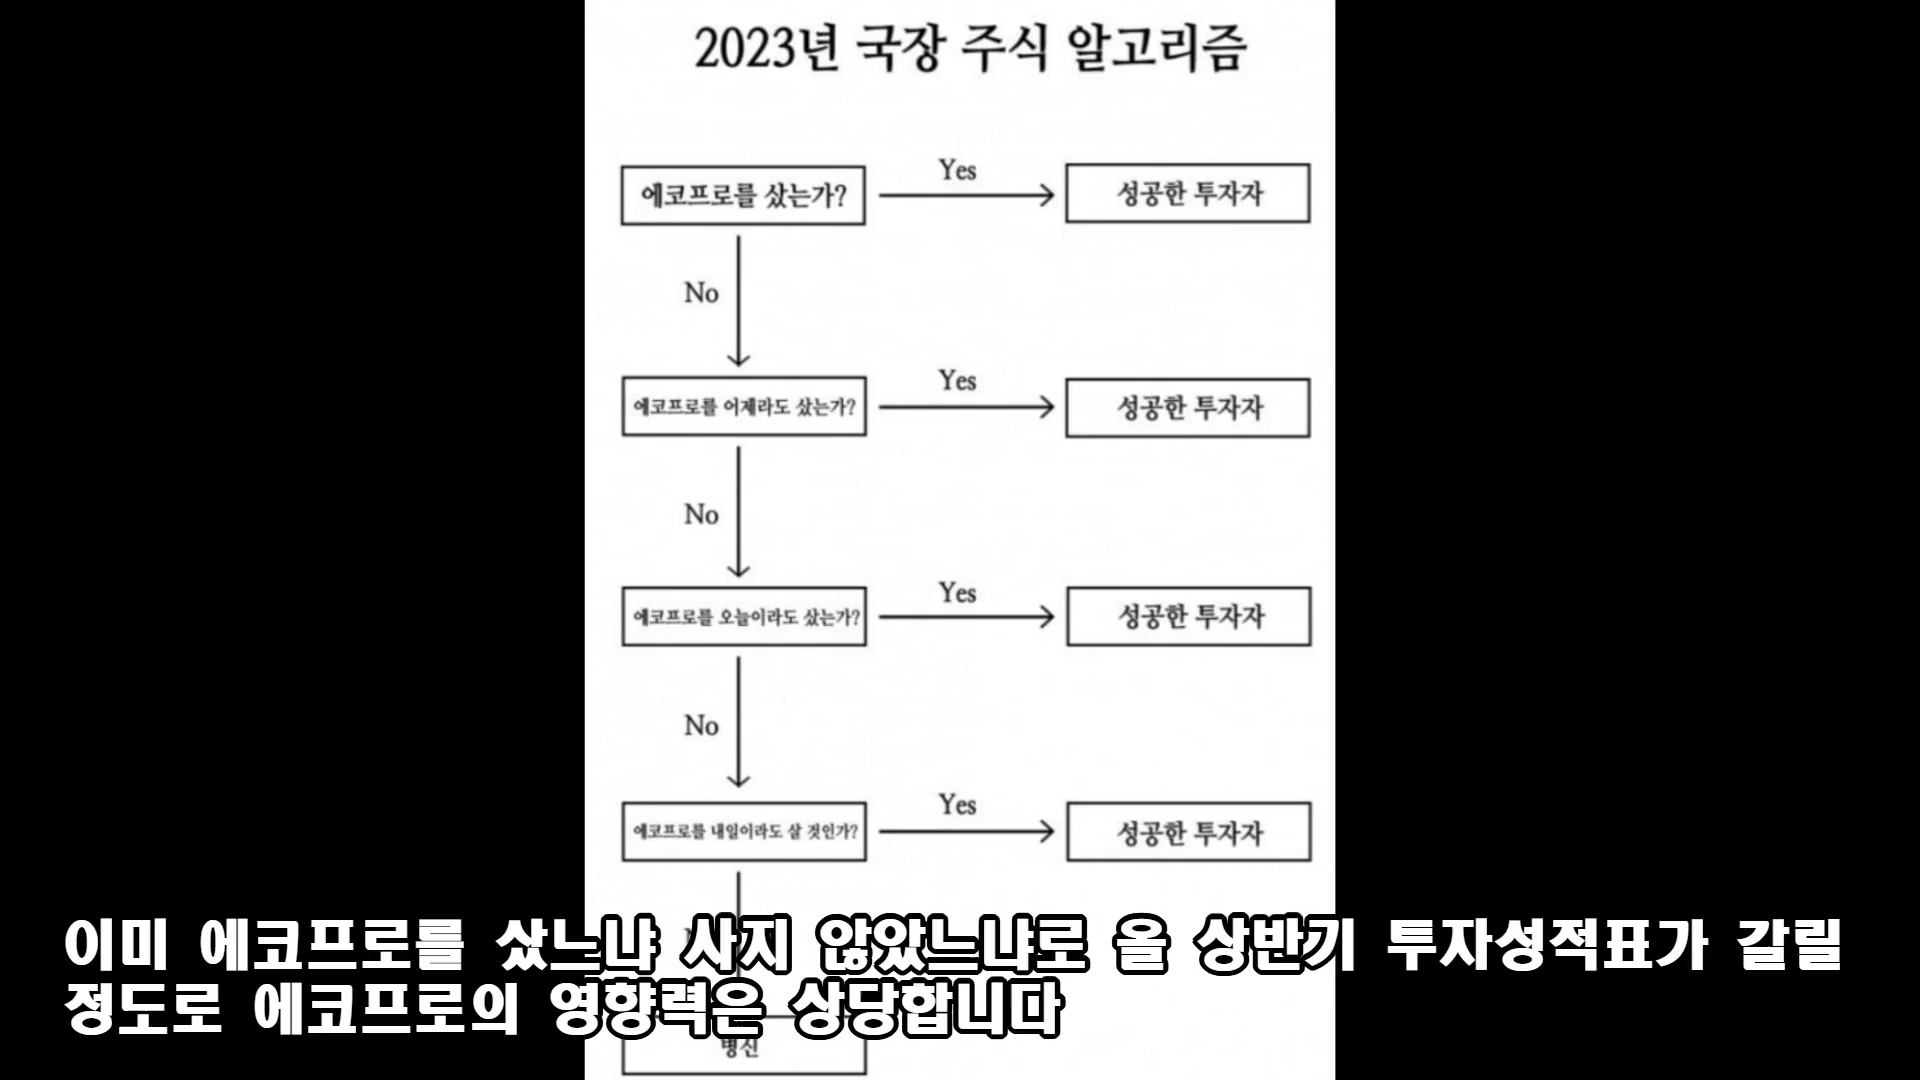 2023년 국장 주식 알고리즘
에코프로를 샀는가?
Yes
성공한 투자자
No
에코프로를 어제라도 샀는가?
Yes
성공한 투자자
No
에코프로를 오늘이라도 샀는가?
Yes
성공한 투자자
No
에코프로를 내일이라도 살 것인가?
Yes
성공한 투자자
이미 에코프로를 샀느냐 사지 않았느냐로 올 상반기 투자성적표가 갈릴
정도로 에코프로의 영향력은 상당합니다
병신